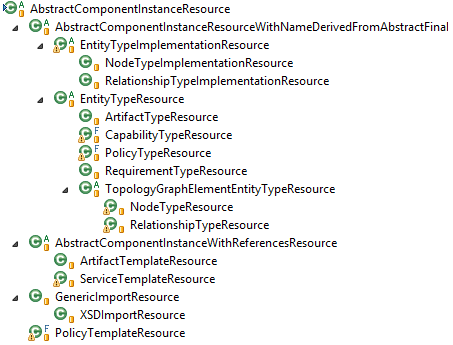 AbstractComponentInstanceResource
AbstractComponentInstanceResourceWithNameDerivedFromAbstractFinal
EntityTypeImplementationResource
NodeTypeImplementationResource
RelationshipTypeImplementationResource
EntityTypeResource
ArtifactTypeResource
CapabilityTypeResource
PolicyTypeResource
RequirementTypeResource
TopologyGraphElementEntityTypeResource
NodeTypeResource
RelationshipTypeResource
AbstractComponentInstanceWithReferencesResource
ArtifactTemplateResource
ServiceTemplateResource
GenericImportResource
XSDImportResource
PolicyTemplateResource